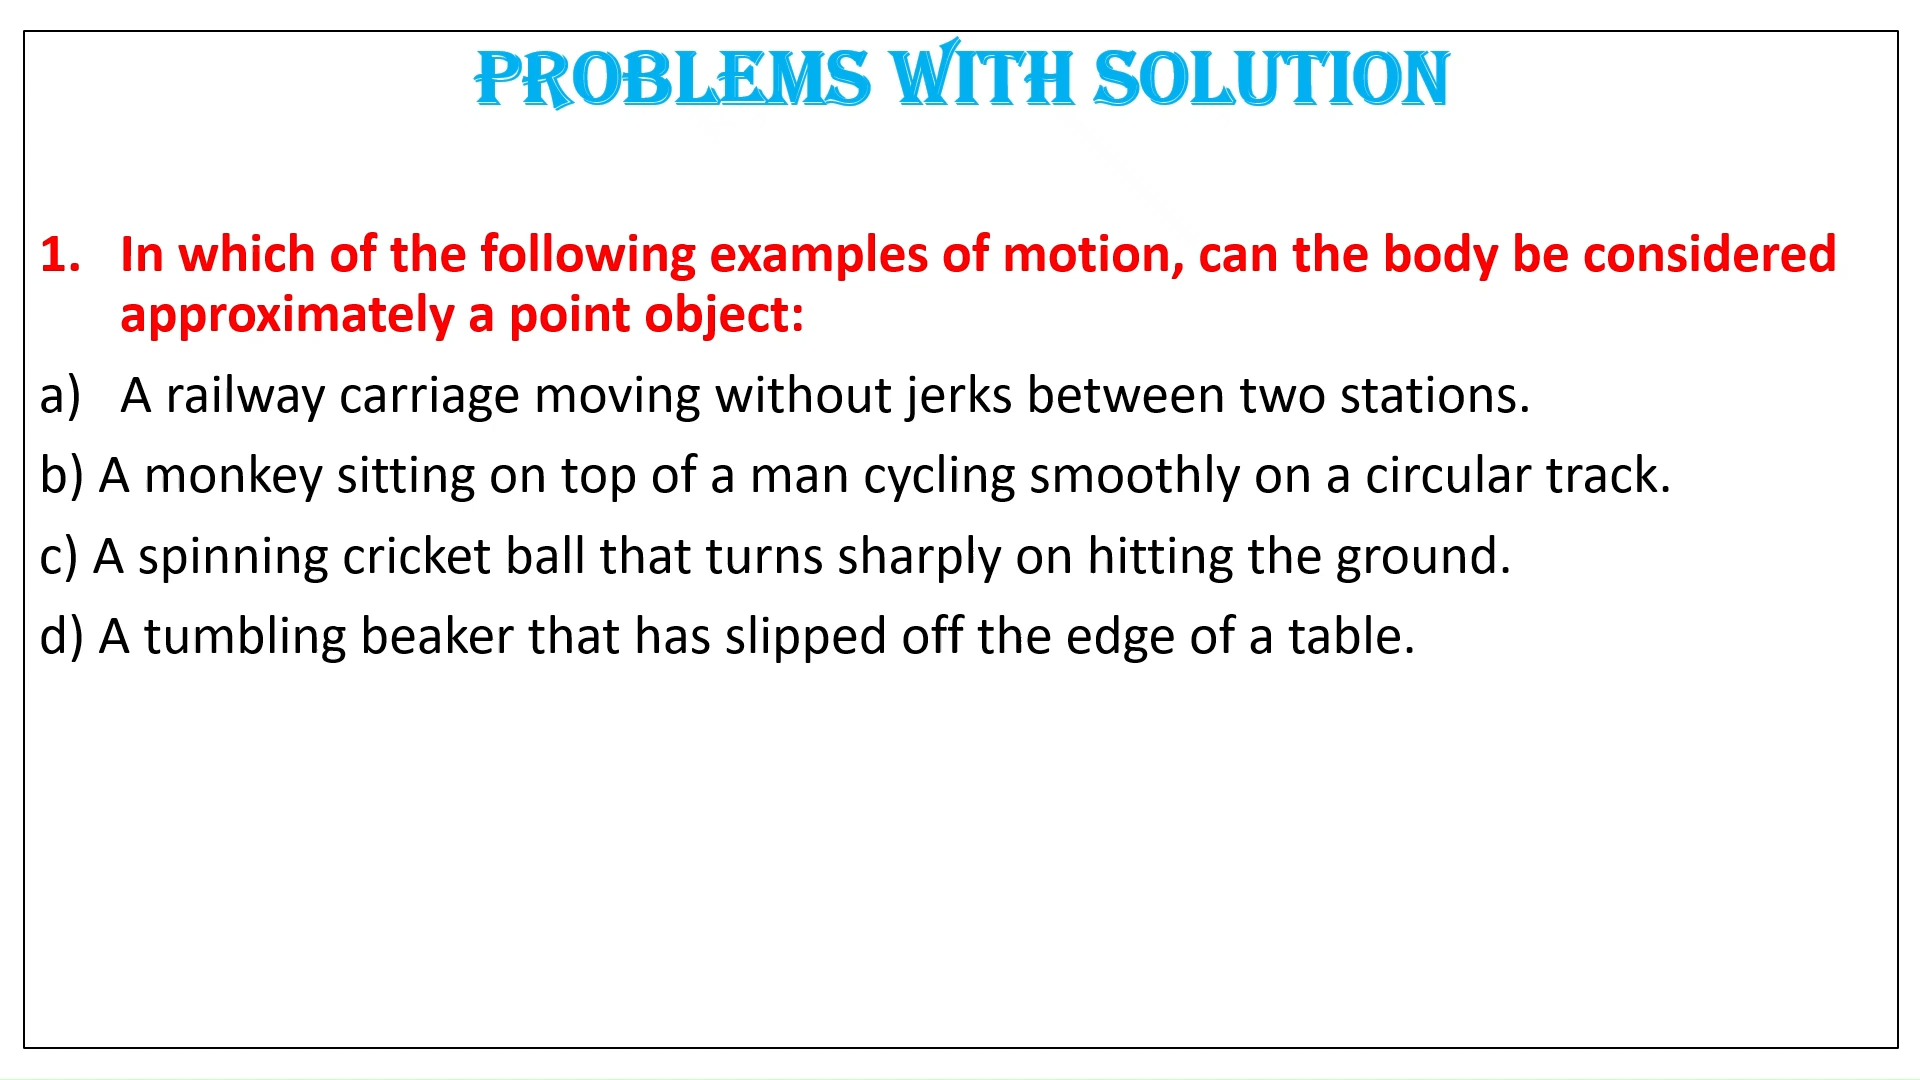 PROBLEMS WITH SOLUTION
1. In which of the following examples of motion, can the body be considered
approximately a point object:
a) A railway carriage moving without jerks between two stations.
b) A monkey sitting on top of a man cycling smoothly on a circular track.
c) A spinning cricket ball that turns sharply on hitting the ground.
d) A tumbling beaker that has slipped off the edge of a table.